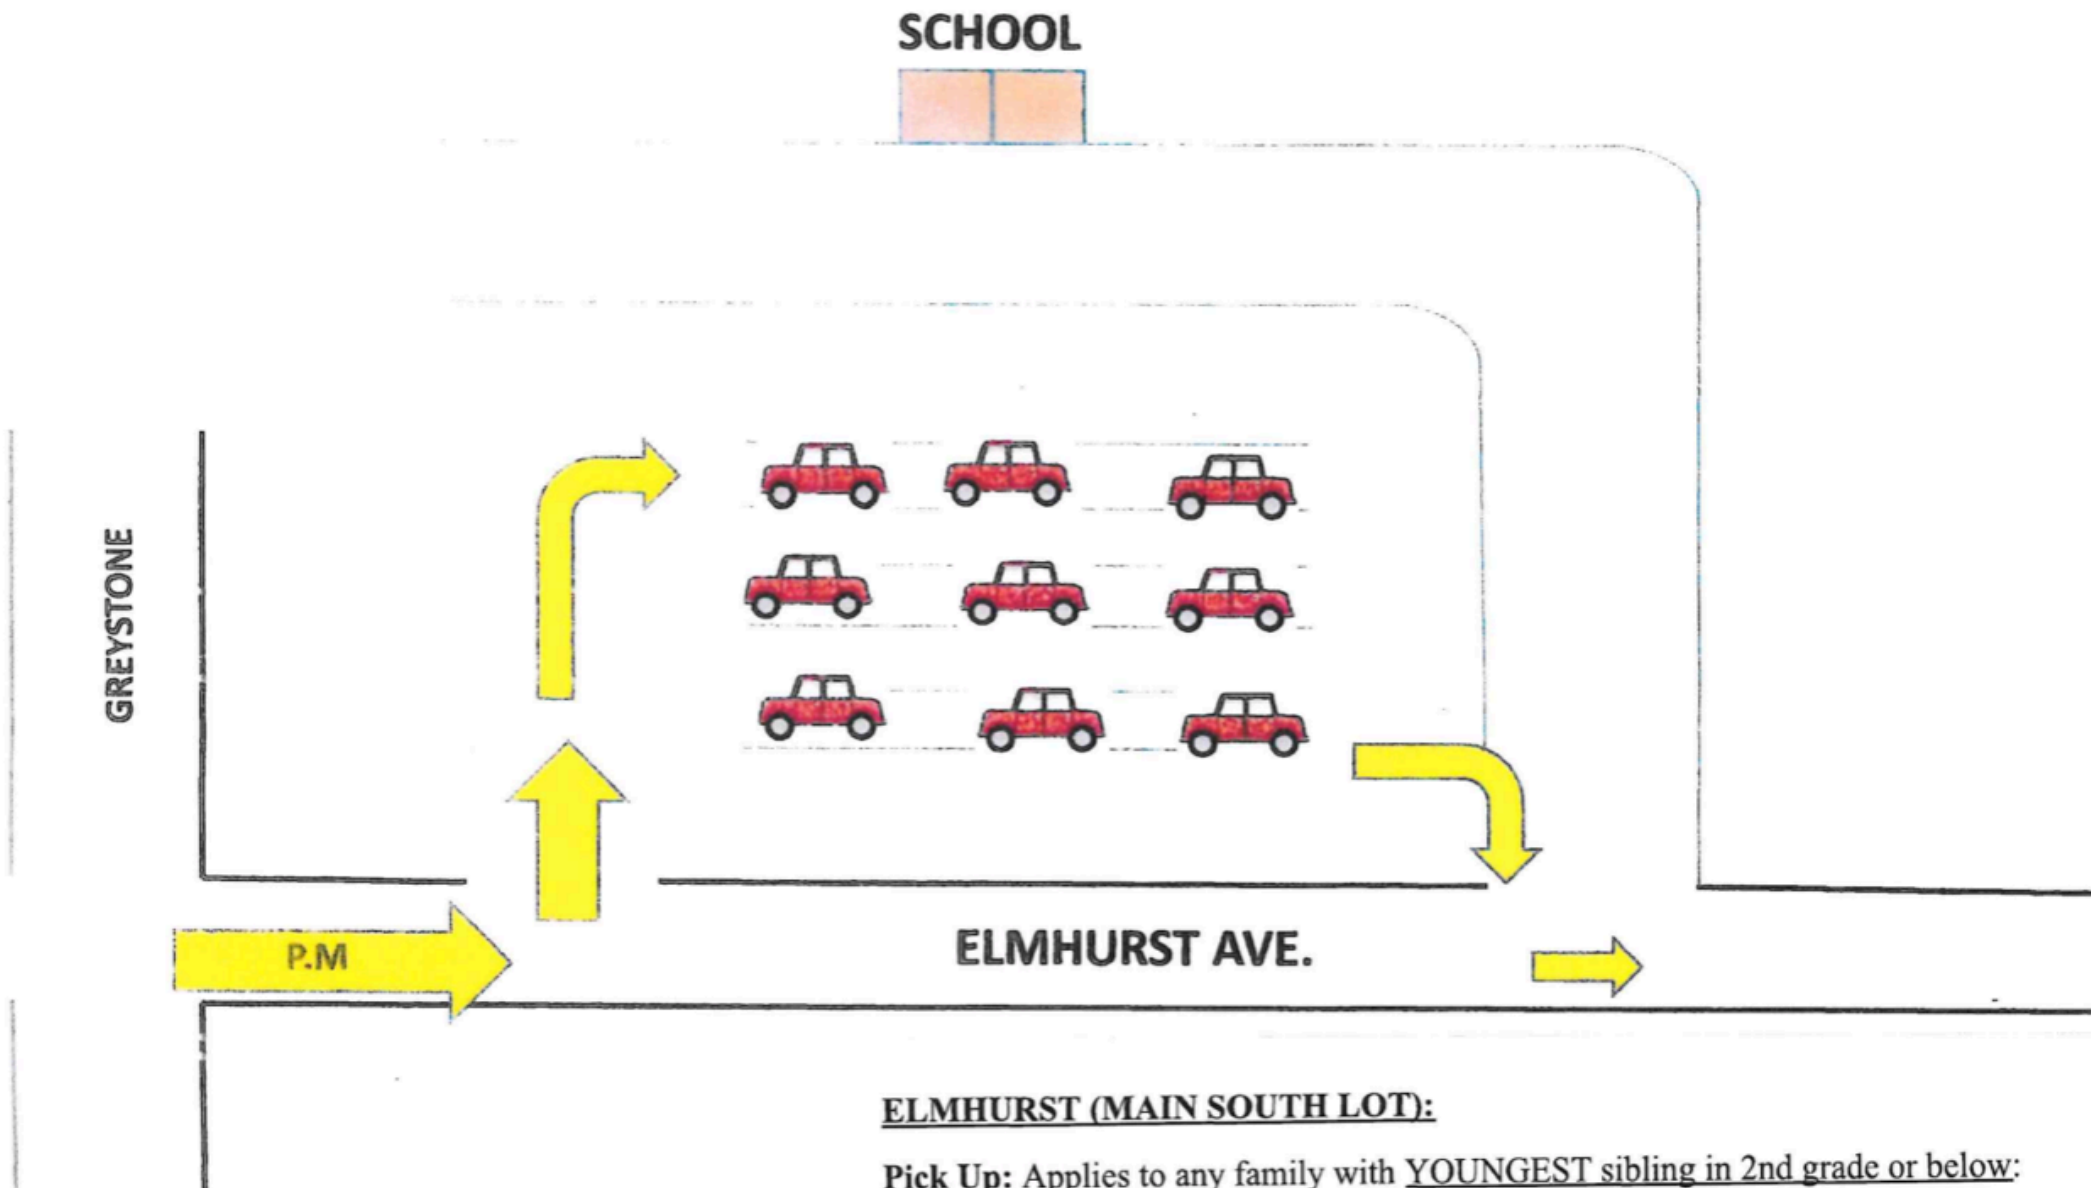 SCHOOL
GREYSTONE
P.M
ELMHURST AVE.
ELMHURST (MAIN SOUTH LOT):
Pick Up: Applies to any family with YOUNGEST sibling in 2nd grade or below: